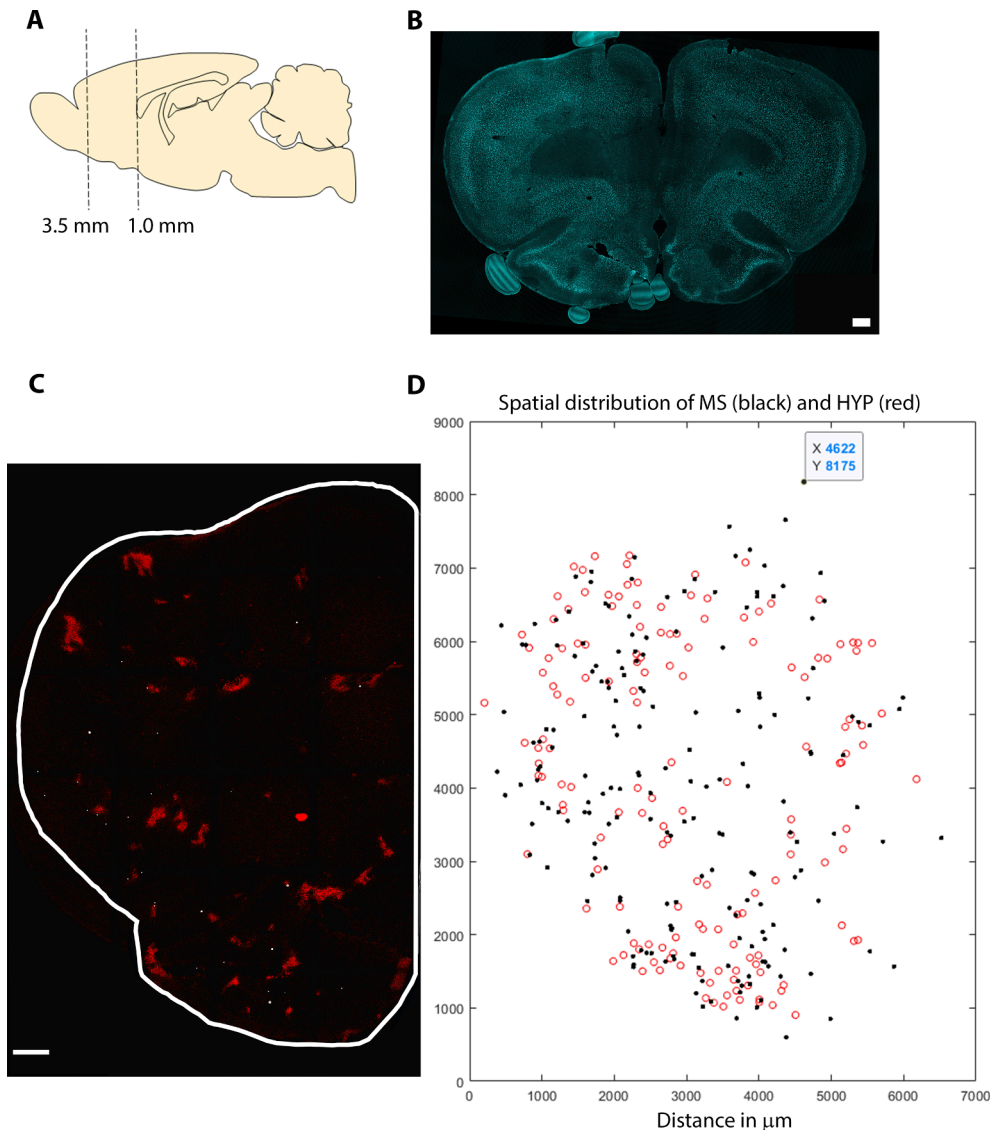 A
B
3.5 mm 1.0 mm
C
D
Spatial distribution of MS (black) and HYP (red)
9000
X 4622
Y 8175
8000
7000
6000
5000
4000
3000
2000
1000
0
0 1000 2000 3000 4000 5000 6000 7000
Distance in μm